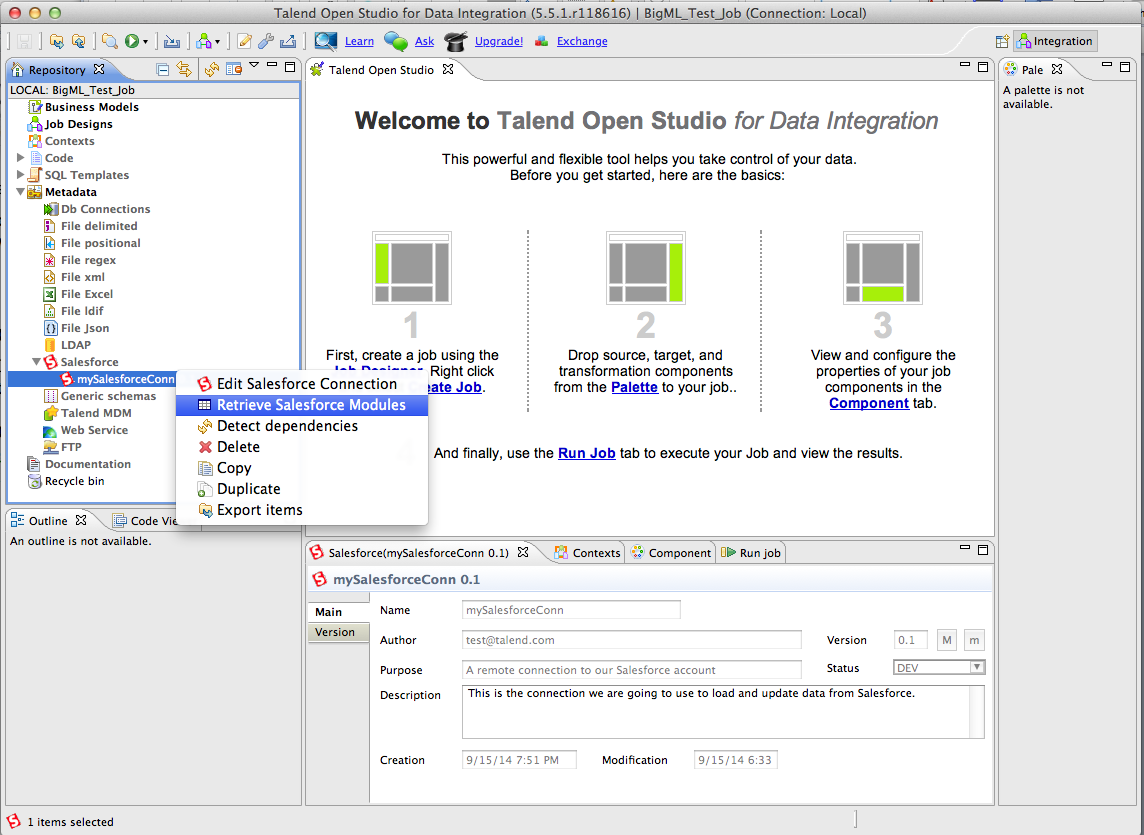 Talend Open Studio for Data Integration (5.5.1.r118616) | BigML_Test_Job (Connection: Local)
Learn Ask Upgrade! Exchange Integration
Repository
LOCAL: BigML_Test_Job
Business Models
Job Designs
Contexts
Code
SQL Templates
Metadata
Db Connections
File delimited
File positional
File regex
File xml
File Excel
File ldif
File Json
LDAP
Salesforce
mySalesforceConn
Generic schemas
Talend MDM
Web Service
FTP
Documentation
Recycle bin
Edit Salesforce Connection
Retrieve Salesforce Modules
Detect dependencies
Delete
Copy
Duplicate
Export items
Outline Code Vie
An outline is not available.
Talend Open Studio
Welcome to Talend Open Studio for Data Integration
This powerful and flexible tool helps you take control of your data.
Before you get started, here are the basics:
1
First, create a job using the
Job Designer. Right click
eate Job.
2
Drop source, target, and
transformation components
from the Palette to your job..
3
View and configure the
properties of your job
components in the
Component tab.
And finally, use the Run Job tab to execute your Job and view the results.
Pale
A palette is not
available.
Salesforce(mySalesforceConn 0.1) Contexts Component Run job
mySalesforceConn 0.1
Main
Version
Name mySalesforceConn
Author test@talend.com Version 0.1 M m
Purpose A remote connection to our Salesforce account Status DEV
Description This is the connection we are going to use to load and update data from Salesforce.
Creation 9/15/14 7:51 PM Modification 9/15/14 6:33
1 items selected